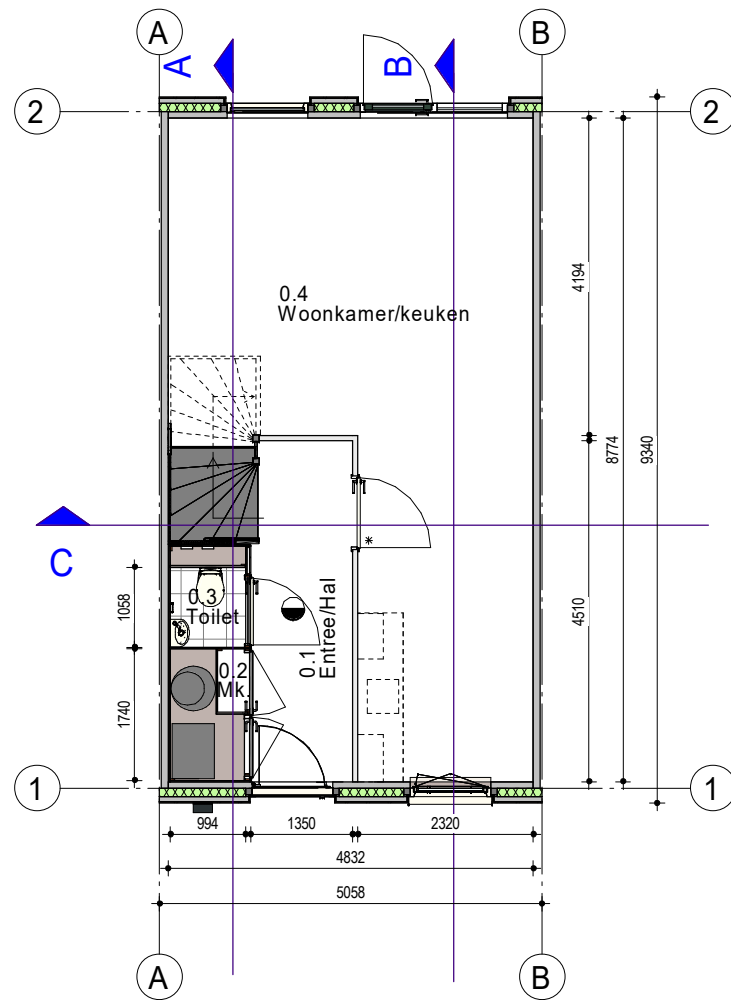 A
B
A
B
2
2
0.4
Woonkamer/keuken
4194
8774
9340
C
*
1058
0.3
Toilet
0.1
Entree/Hal
4510
0.2
Mk.
1740
1
1
994
1350
2320
4832
5058
A
B